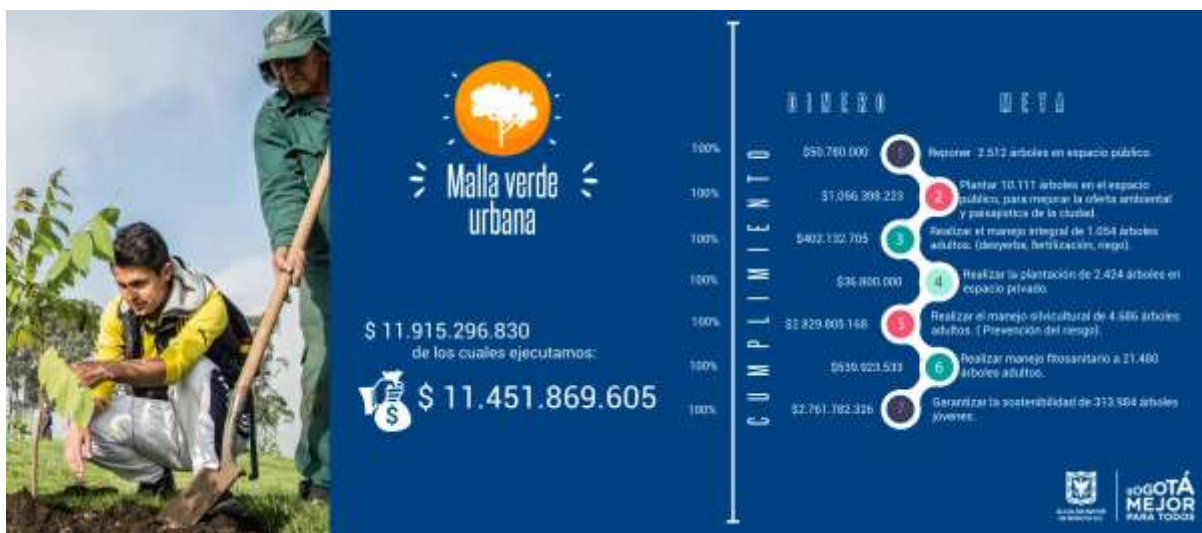 Malla verde
urbana
$ 11.915.296.830
de los cuales ejecutamos:
$
$ 11.451.869.605
CUMPLIMIENTO
DINERO
META
100%
$50.760.000
1
Reponer 2.512 árboles en espacio público.
100%
$1.056.398.223
2
Plantar 10.111 árboles en el espacio
público, para mejorar la oferta ambiental
y paisajística de la ciudad.
100%
$402.132.705
3
Realizar el manejo integral de 1.054 árboles
adultos. (desyerba, fertilización, riego).
100%
$36.800.000
4
Realizar la plantación de 2.424 árboles en
espacio privado.
100%
$2.829.805.168
5
Realizar el manejo silvicultural de 4.686 árboles
adultos. ( Prevención del riesgo).
100%
$539.923.533
6
Realizar manejo fitosanitario a 21.480
árboles adultos.
100%
$2.761.782.326
7
Garantizar la sostenibilidad de 313.984 árboles
jóvenes.
ALCALDÍA MAYOR
DE BOGOTÁ D.C.
BOGOTÁ
MEJOR
PARA TODOS